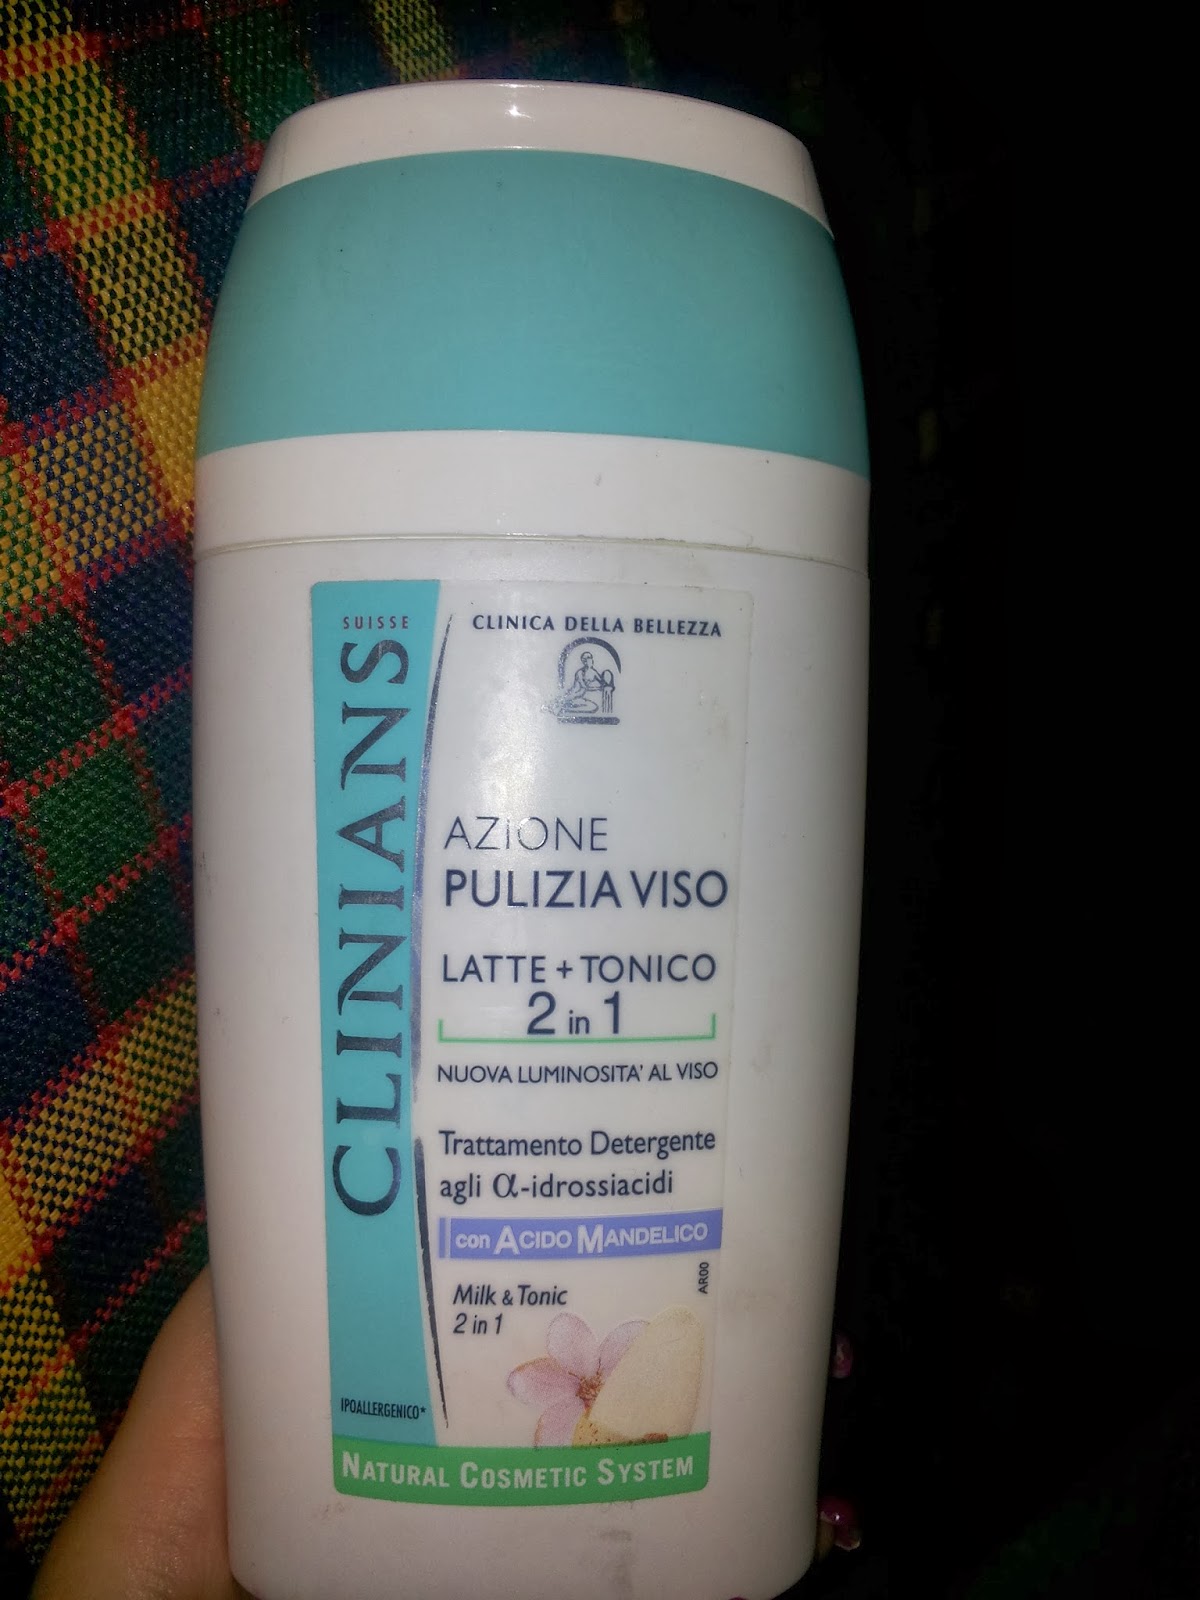 SUISSE
CLINIANS
CLINICA DELLA BELLEZZA
AZIONE
PULIZIA VISO
LATTE + TONICO
2 in 1
NUOVA LUMINOSITA' AL VISO
Trattamento Detergente
agli α-idrossiacidi
con ACIDO MANDELICO
AR00
Milk & Tonic
2 in 1
IPOALLERGENICO*
NATURAL COSMETIC SYSTEM